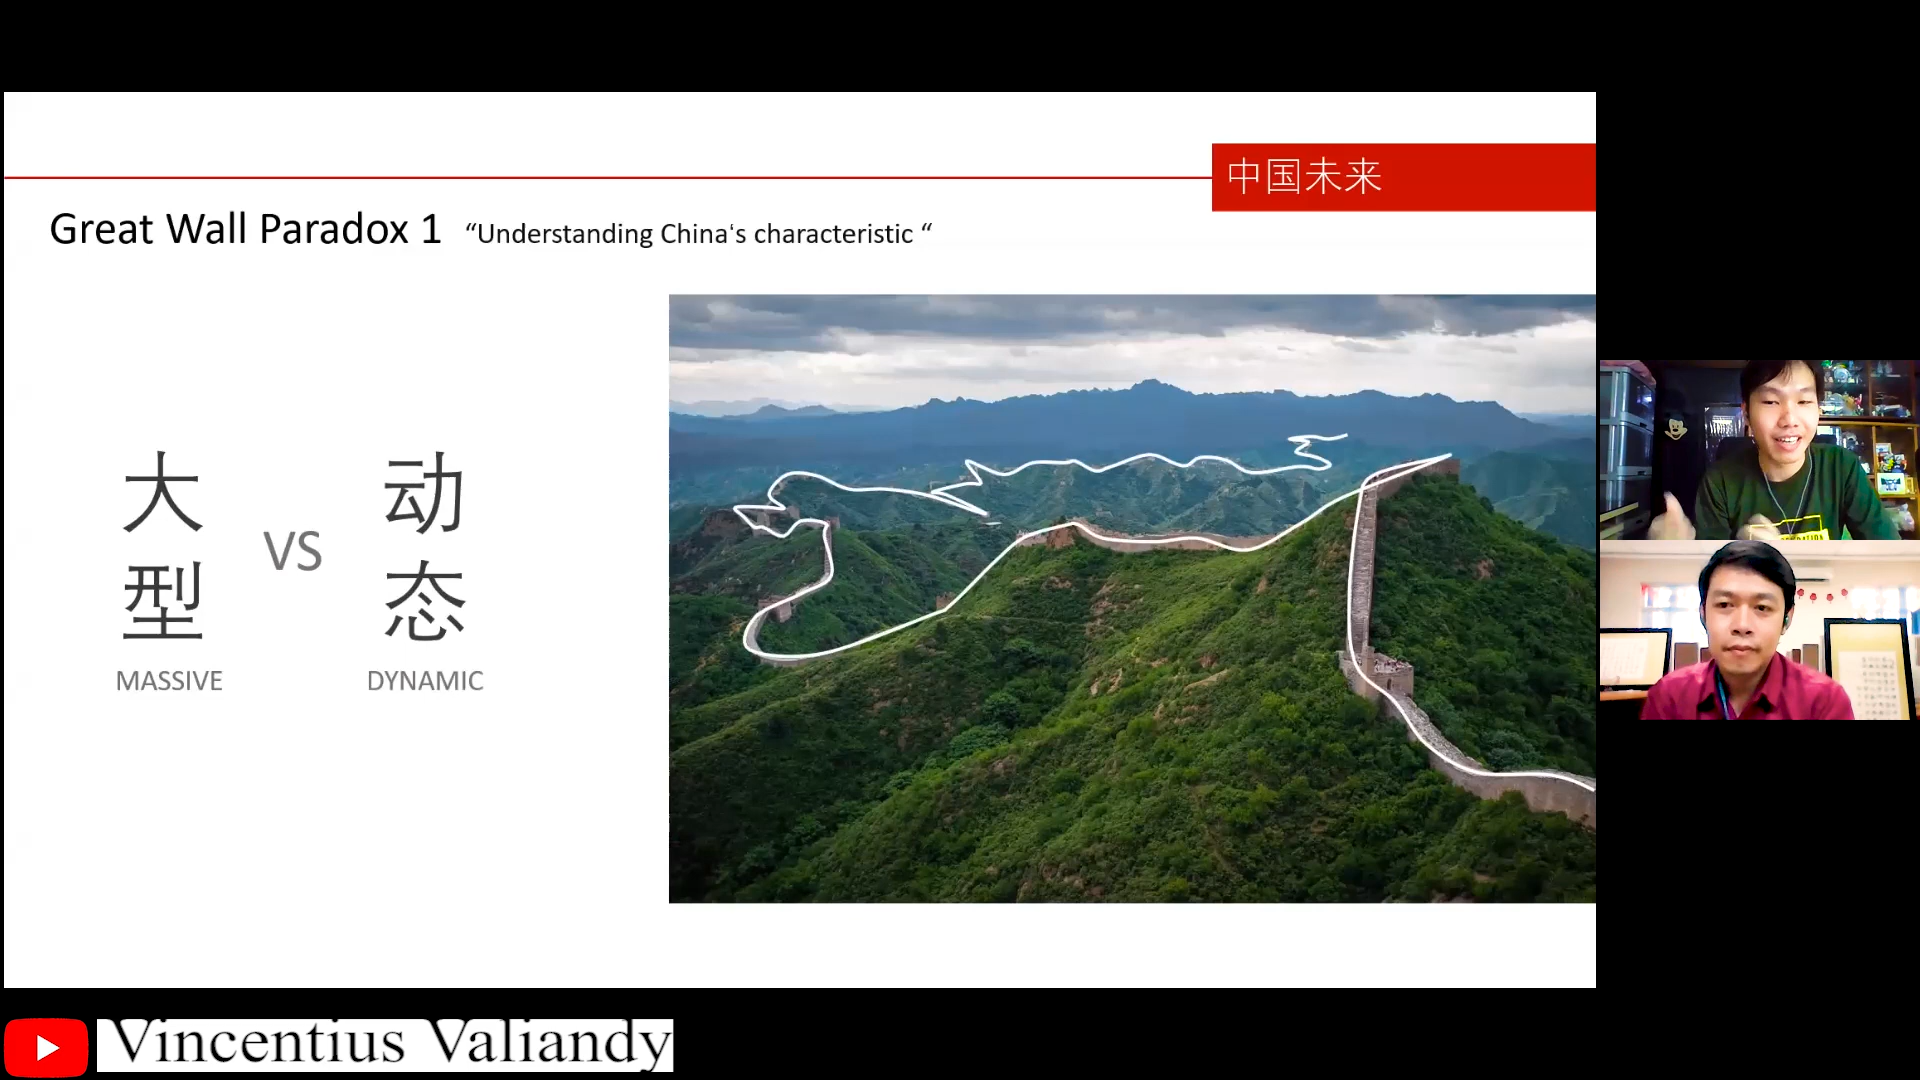 中国未来
Great Wall Paradox 1 “Understanding China‘s characteristic “
大型 VS 动态
MASSIVE DYNAMIC
Vincentius Valiandy